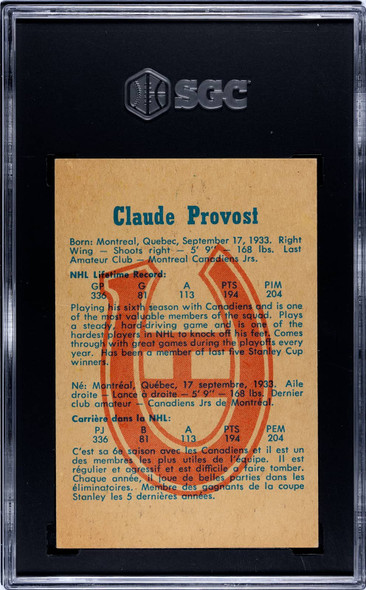 SGC
Claude Provost
Born: Montreal, Quebec, September 17, 1933. Right
Wing — Shoots right — 5' 9" — 168 lbs. Last
Amateur Club — Montreal Canadiens Jrs.
NHL Lifetime Record:
GP G A PTS PIM
336 81 113 194 204
Playing his sixth season with Canadiens and is one
of the most valuable members of the squad. Plays
a steady, hard-driving game and is one of the
hardest players in NHL to knock off his feet. Comes
through with great games during the playoffs every
year. Has been a member of last five Stanley Cup
winners.
Né: Montréal, Québec, 17 septembre, 1933. Aile
droite — Lance à droite — 5' 9" — 168 lbs. Dernier
club amateur — Canadiens Jrs de Montréal.
Carrière dans la NHL:
PJ B A PTS PEM
336 81 113 194 204
C'est sa 6e saison avec les Canadiens et il est un
des membres les plus utiles de l'équipe. Il est
régulier et agressif et est difficile à faire tomber.
Chaque année, il joue de belles parties dans les
éliminatoires. Membre des gagnants de la coupe
Stanley les 5 dernières années.